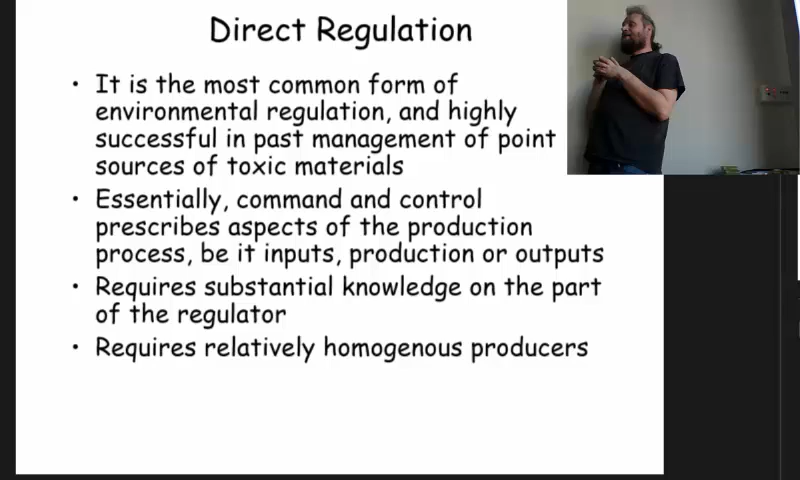 Direct Regulation
• It is the most common form of
environmental regulation, and highly
successful in past management of point
sources of toxic materials
• Essentially, command and control
prescribes aspects of the production
process, be it inputs, production or outputs
• Requires substantial knowledge on the part
of the regulator
• Requires relatively homogenous producers